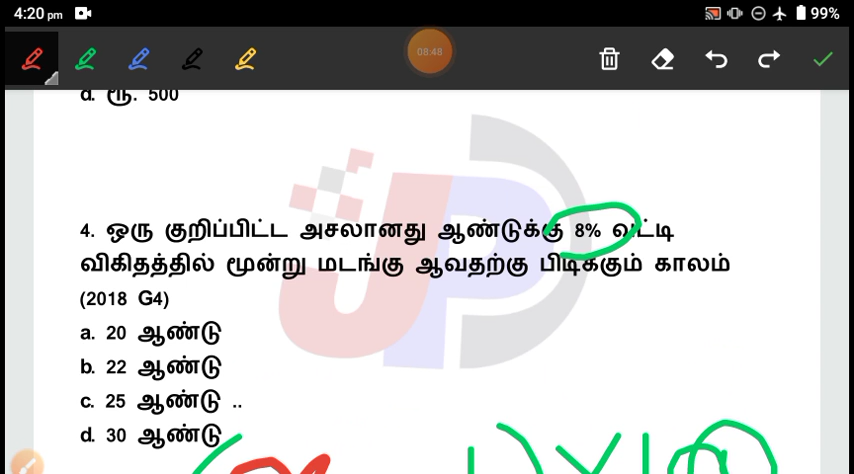 4:20 pm
99%
08:48
d. ரூ. 500
4. ஒரு குறிப்பிட்ட அசலானது ஆண்டுக்கு 8% வட்டி
விகிதத்தில் மூன்று மடங்கு ஆவதற்கு பிடிக்கும் காலம்
(2018 G4)
a. 20 ஆண்டு
b. 22 ஆண்டு
c. 25 ஆண்டு ..
d. 30 ஆண்டு
JP